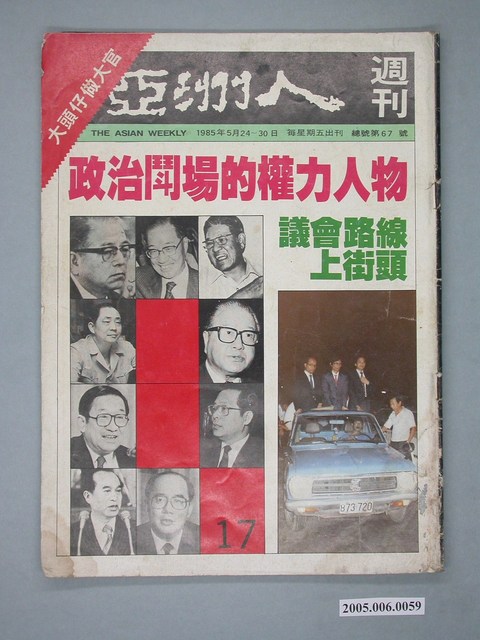 大頭仔做大官
亞洲人
週刊
THE ASIAN WEEKLY 1985年5月24-30日 每星期五出刊 總號第67號
政治鬥場的權力人物
議會路線
上街頭
73720
17
2005.006.0059